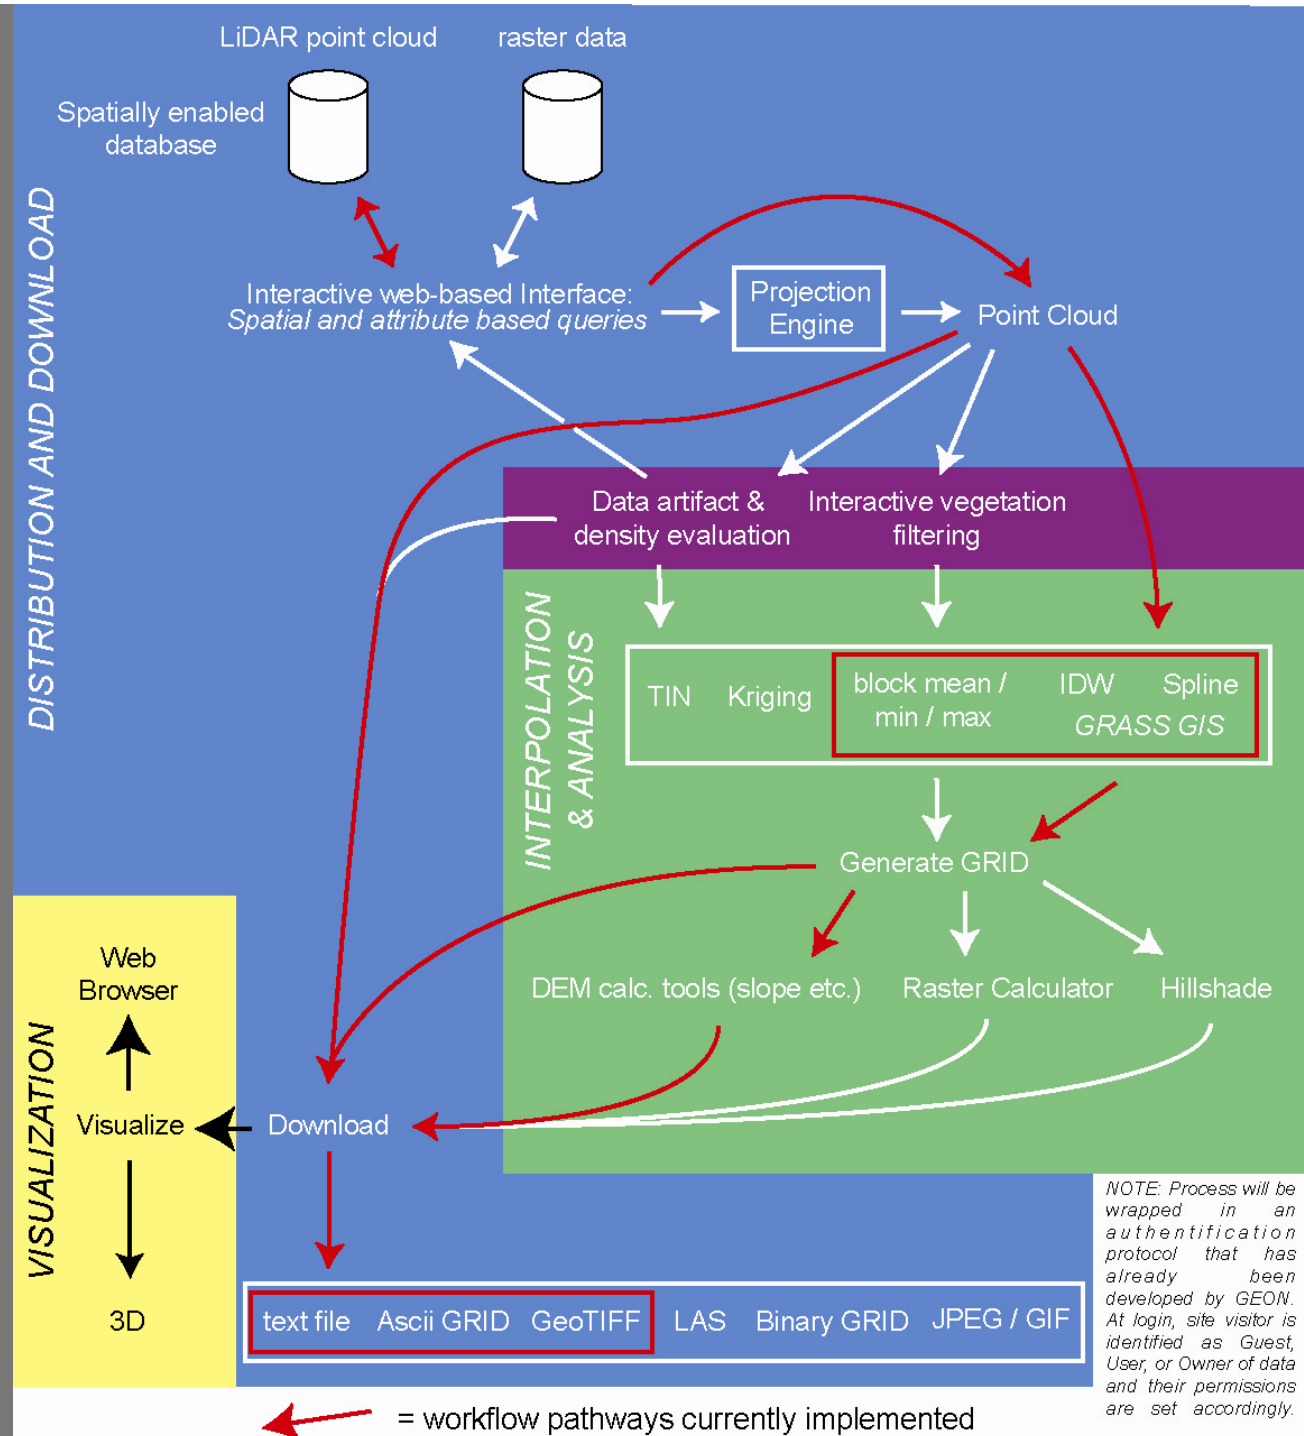 LiDAR point cloud
raster data
Spatially enabled
database
DISTRIBUTION AND DOWNLOAD
Interactive web-based Interface:
Spatial and attribute based queries
Projection
Engine
Point Cloud
Data artifact &
density evaluation
Interactive vegetation
filtering
INTERPOLATION
& ANALYSIS
TIN
Kriging
block mean /
min / max
IDW
Spline
GRASS GIS
Generate GRID
DEM calc. tools (slope etc.)
Raster Calculator
Hillshade
VISUALIZATION
Web
Browser
Visualize
3D
Download
text file
Ascii GRID
GeoTIFF
LAS
Binary GRID
JPEG / GIF
NOTE: Process will be
wrapped in an
authentification
protocol that has
already been
developed by GEON.
At login, site visitor is
identified as Guest,
User, or Owner of data
and their permissions
are set accordingly.
= workflow pathways currently implemented